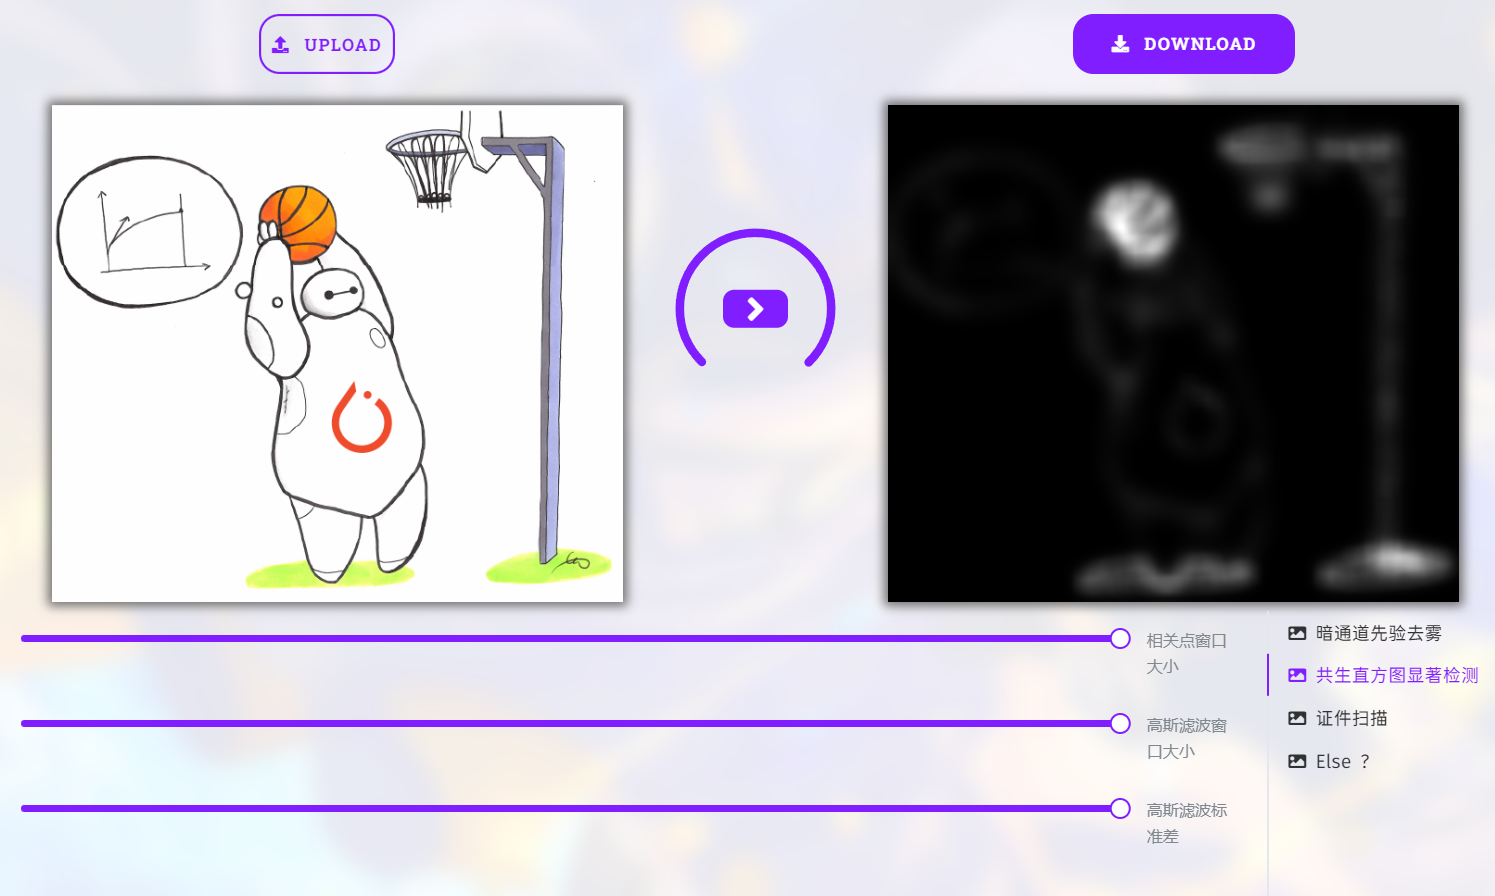 UPLOAD
DOWNLOAD
相关点窗口
大小
高斯滤波窗
口大小
高斯滤波标
准差
暗通道先验去雾
共生直方图显著检测
证件扫描
Else ？